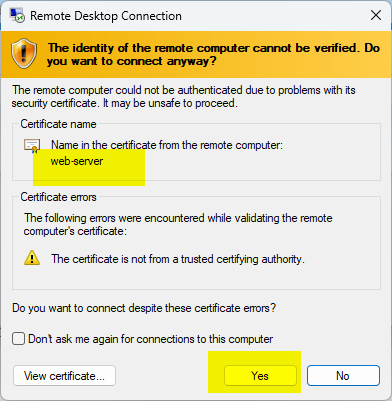 Remote Desktop Connection
The identity of the remote computer cannot be verified. Do
you want to connect anyway?
The remote computer could not be authenticated due to problems with its
security certificate. It may be unsafe to proceed.
Certificate name
Name in the certificate from the remote computer:
web-server
Certificate errors
The following errors were encountered while validating the remote
computer's certificate:
The certificate is not from a trusted certifying authority.
Do you want to connect despite these certificate errors?
Don't ask me again for connections to this computer
View certificate... Yes No